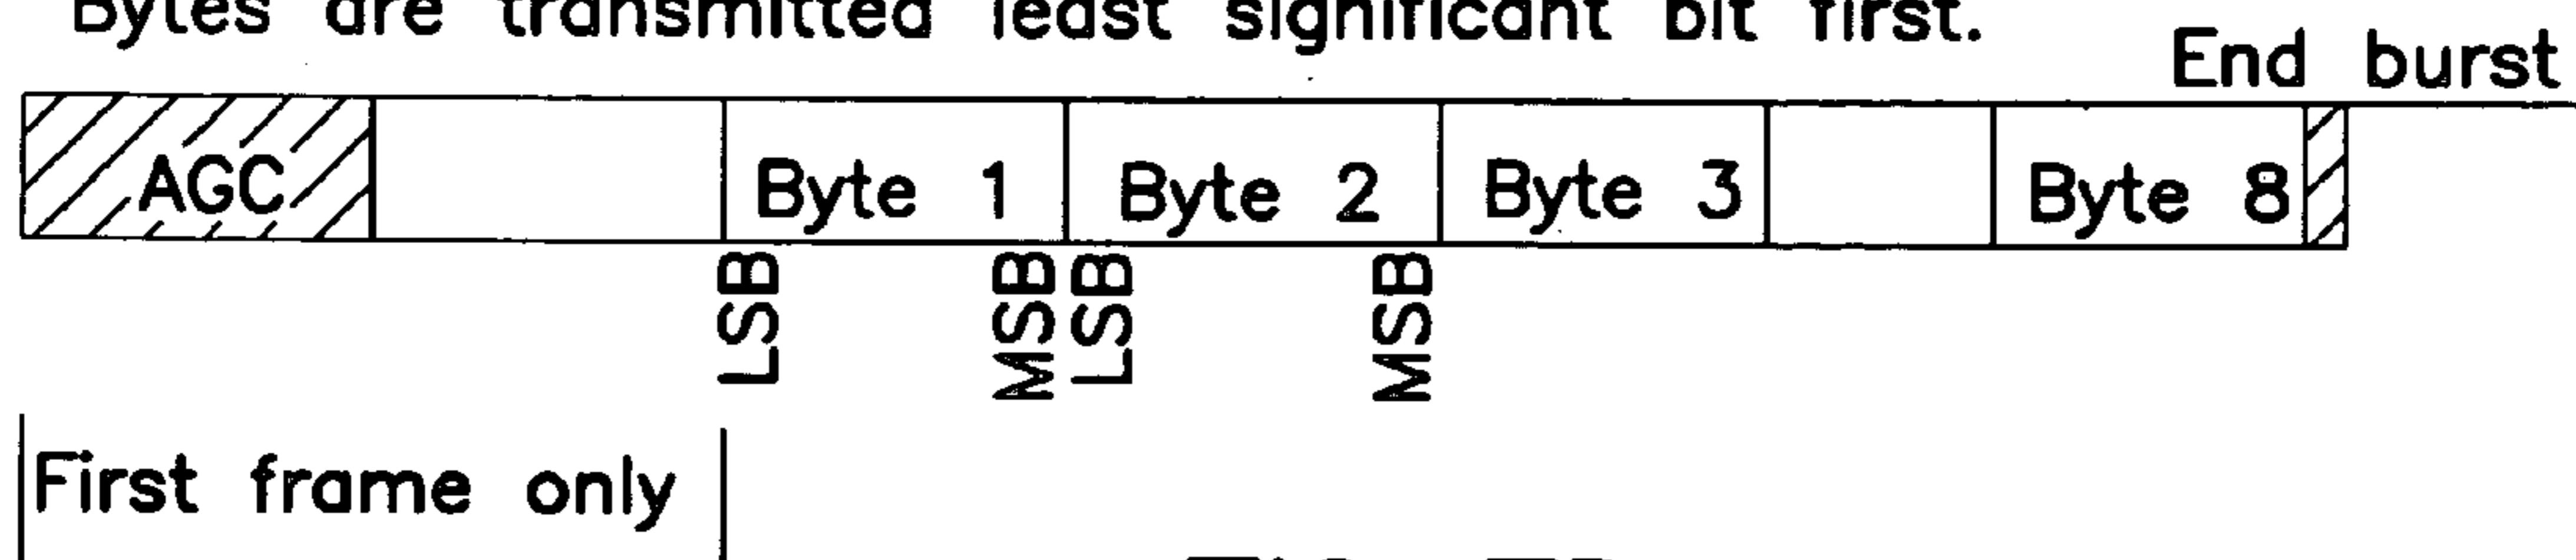 Bytes are transmitted least significant bit first.
End burst
AGC Byte 1 Byte 2 Byte 3 Byte 8
LSB MSB LSB MSB
First frame only